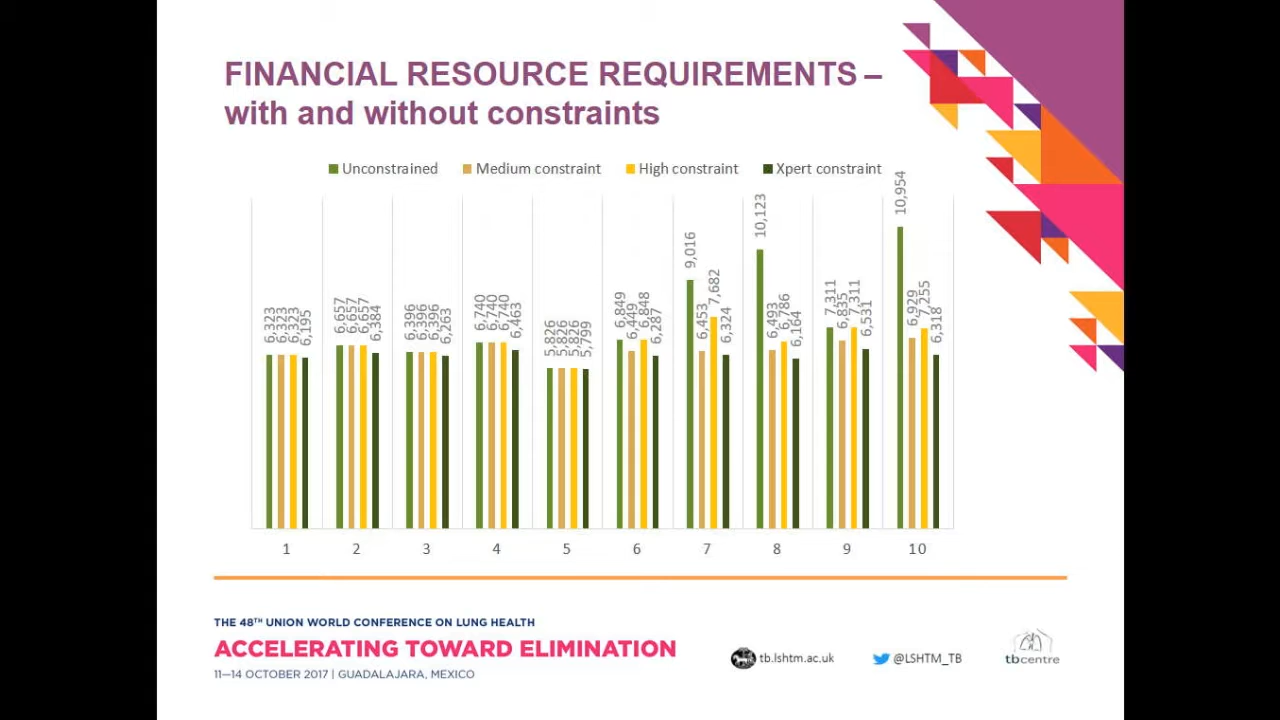 FINANCIAL RESOURCE REQUIREMENTS –
with and without constraints
Unconstrained Medium constraint High constraint Xpert constraint
6,323 6,323 6,323 6,195
6,657 6,657 6,657 6,384
6,396 6,396 6,396 6,263
6,740 6,740 6,740 6,463
5,826 5,826 5,826 5,799
6,849 6,449 6,848 6,287
9,016 6,453 7,682 6,324
10,123 6,493 6,786 6,164
7,311 6,835 7,311 6,531
10,954 6,929 7,255 6,318
1 2 3 4 5 6 7 8 9 10
THE 48TH UNION WORLD CONFERENCE ON LUNG HEALTH
ACCELERATING TOWARD ELIMINATION
11—14 OCTOBER 2017 | GUADALAJARA, MEXICO
tb.lshtm.ac.uk @LSHTM_TB tbcentre